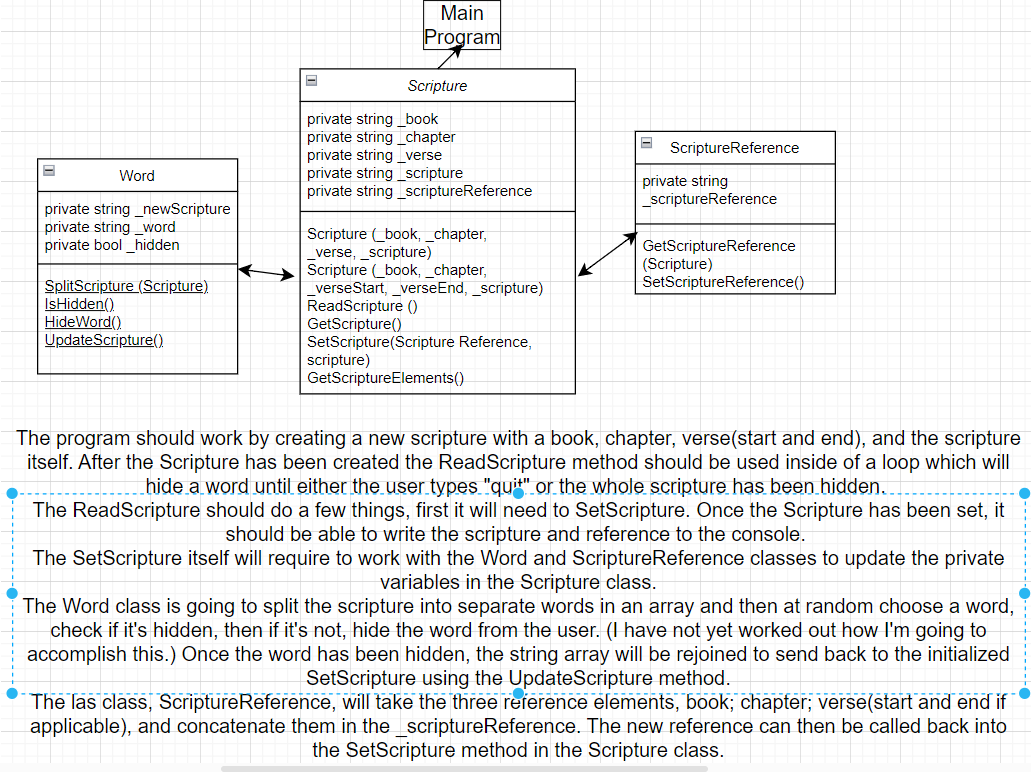 Main
Program
Scripture
private string _book
private string _chapter
private string _verse
private string _scripture
private string _scriptureReference
Scripture (_book, _chapter,
_verse, _scripture)
Scripture (_book, _chapter,
_verseStart, _verseEnd, _scripture)
ReadScripture ()
GetScripture()
SetScripture(Scripture Reference,
scripture)
GetScriptureElements()
Word
private string _newScripture
private string _word
private bool _hidden
SplitScripture (Scripture)
IsHidden()
HideWord()
UpdateScripture()
ScriptureReference
private string
_scriptureReference
GetScriptureReference
(Scripture)
SetScriptureReference()
The program should work by creating a new scripture with a book, chapter, verse(start and end), and the scripture
itself. After the Scripture has been created the ReadScripture method should be used inside of a loop which will
hide a word until either the user types "quit" or the whole scripture has been hidden.
The ReadScripture should do a few things, first it will need to SetScripture. Once the Scripture has been set, it
should be able to write the scripture and reference to the console.
The SetScripture itself will require to work with the Word and ScriptureReference classes to update the private
variables in the Scripture class.
The Word class is going to split the scripture into separate words in an array and then at random choose a word,
check if it's hidden, then if it's not, hide the word from the user. (I have not yet worked out how I'm going to
accomplish this.) Once the word has been hidden, the string array will be rejoined to send back to the initialized
SetScripture using the UpdateScripture method.
The las class, ScriptureReference, will take the three reference elements, book; chapter; verse(start and end if
applicable), and concatenate them in the _scriptureReference. The new reference can then be called back into
the SetScripture method in the Scripture class.